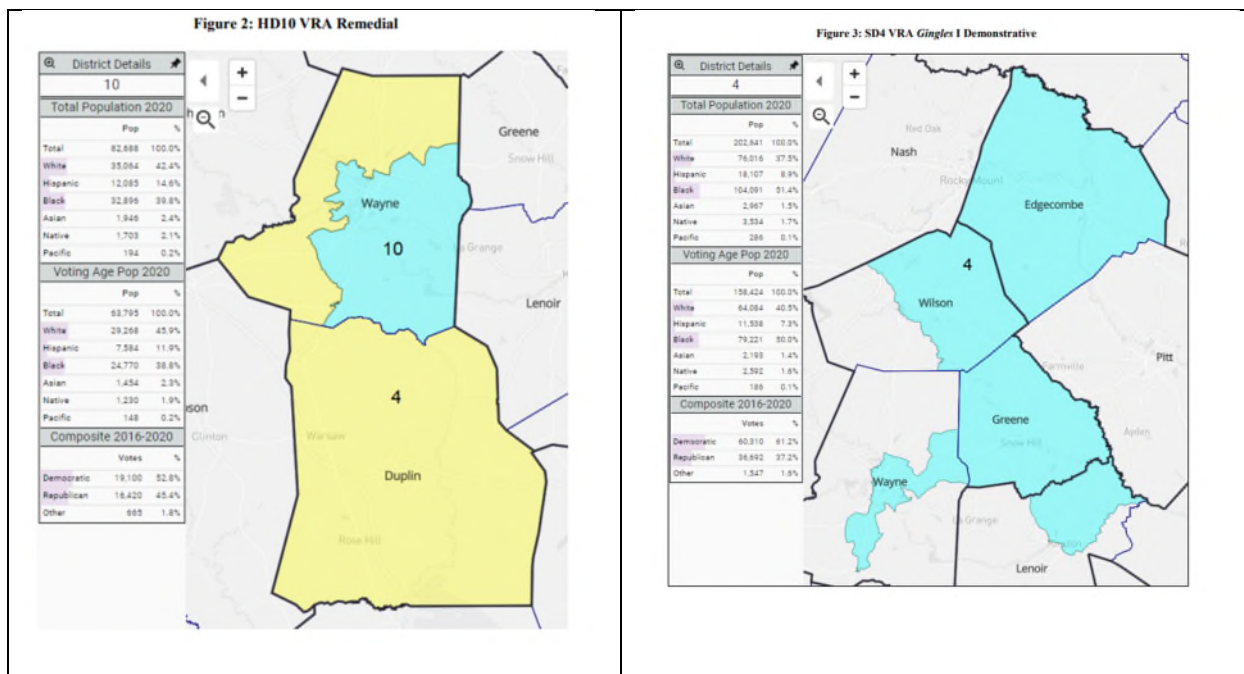 Figure 2: HD10 VRA Remedial
District Details
10
Total Population 2020
Pop %
Total 82,688 100.0%
White 35,064 42.4%
Hispanic 12,085 14.6%
Black 32,896 39.8%
Asian 1,946 2.4%
Native 1,703 2.1%
Pacific 194 0.2%
Voting Age Pop 2020
Pop %
Total 63,795 100.0%
White 29,268 45.9%
Hispanic 7,584 11.9%
Black 24,770 38.8%
Asian 1,454 2.3%
Native 1,230 1.9%
Pacific 148 0.2%
Composite 2016-2020
Votes %
Democratic 19,100 52.8%
Republican 16,420 45.4%
Other 665 1.8%
+
−
Greene
Snow Hill
Wayne
10
La Grange
Lenoir
son
Clinton
4
Warsaw
Duplin
Rose Hill
Figure 3: SD4 VRA Gingles I Demonstrative
District Details
4
Total Population 2020
Pop %
Total 202,641 100.0%
White 76,016 37.5%
Hispanic 18,107 8.9%
Black 104,091 51.4%
Asian 2,967 1.5%
Native 3,534 1.7%
Pacific 286 0.1%
Voting Age Pop 2020
Pop %
Total 158,424 100.0%
White 64,084 40.5%
Hispanic 11,538 7.3%
Black 79,221 50.0%
Asian 2,193 1.4%
Native 2,592 1.6%
Pacific 186 0.1%
Composite 2016-2020
Votes %
Democratic 60,310 61.2%
Republican 36,692 37.2%
Other 1,547 1.6%
+
−
Red Oak
Nash
Rocky Mount
Edgecombe
4
Wilson
Farmville
Pitt
Greene
Snow Hill
Ayden
Wayne
La Grange
Kinston
Lenoir